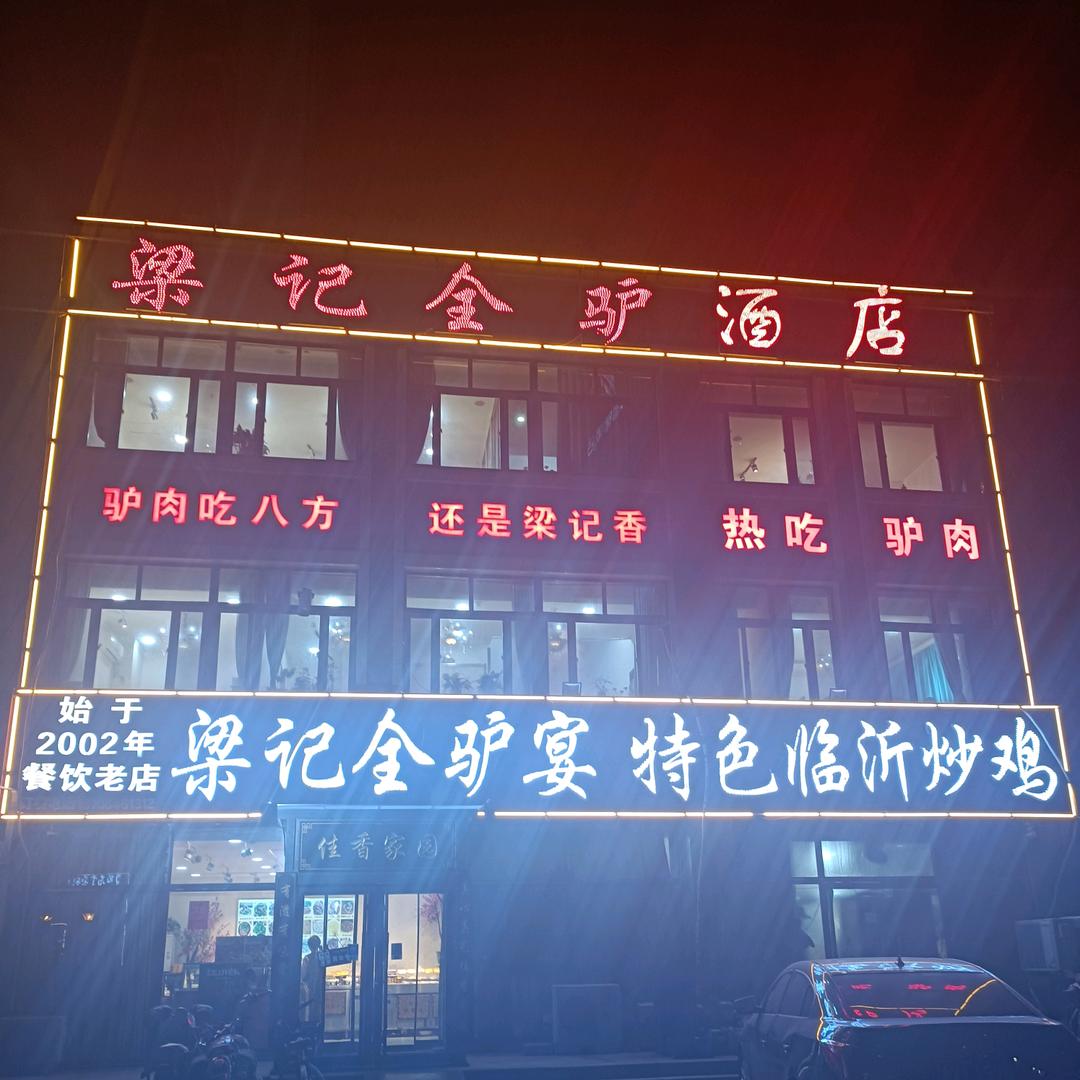 梁记全驴酒店
驴肉吃八方 还是梁记香 热吃 驴肉
始于
2002年
餐饮老店
梁记全驴宴 特色临沂炒鸡
佳香家园